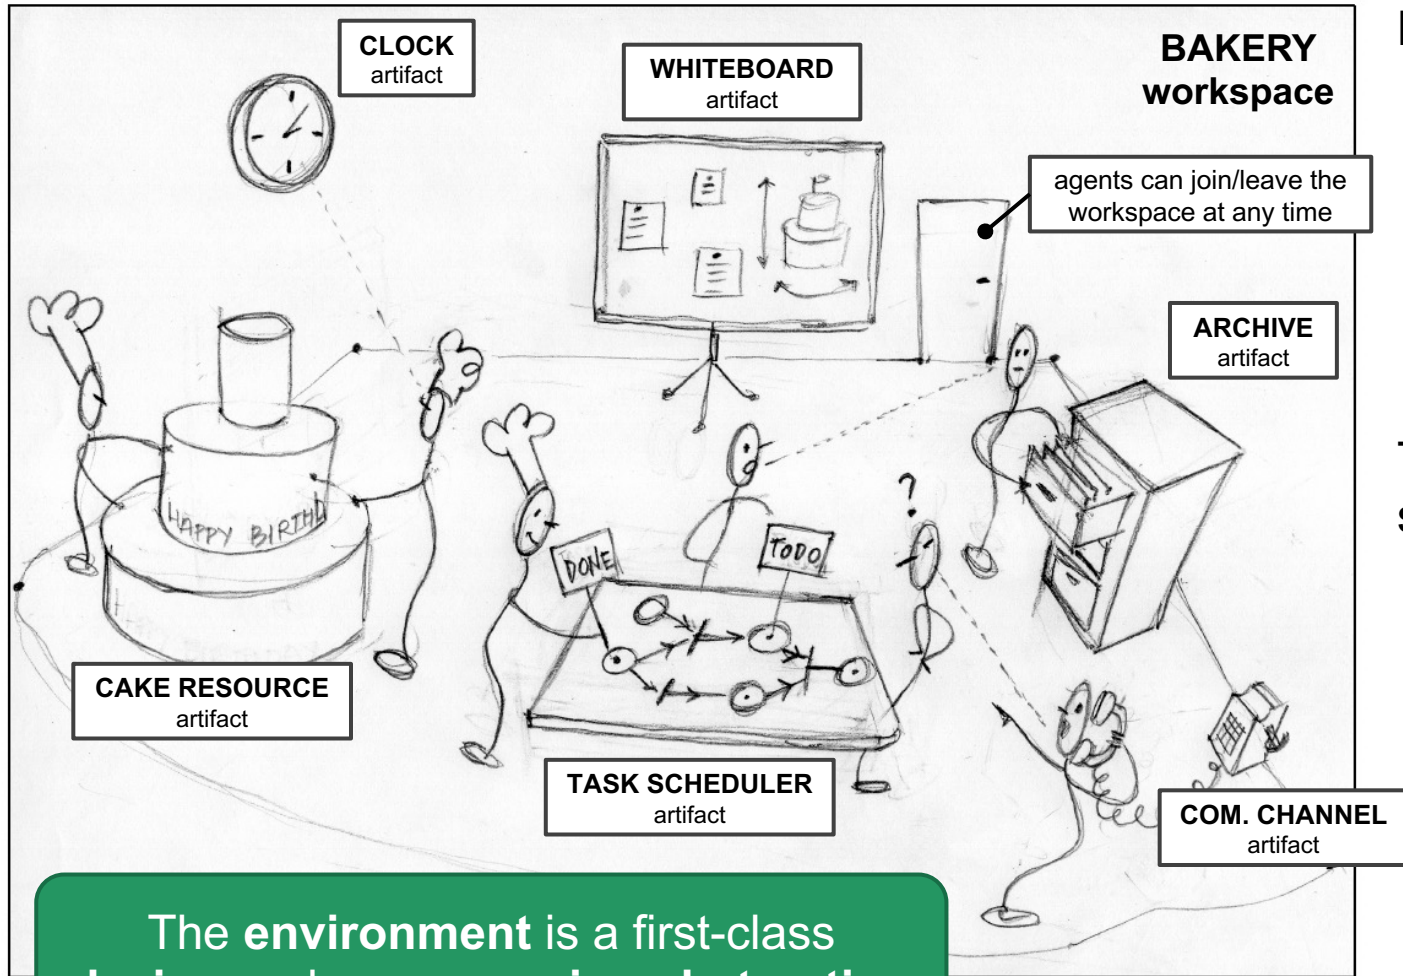 CLOCK
artifact
WHITEBOARD
artifact
BAKERY
workspace
agents can join/leave the
workspace at any time
ARCHIVE
artifact
HAPPY BIRTHD
DONE
TODO
?
CAKE RESOURCE
artifact
TASK SCHEDULER
artifact
COM. CHANNEL
artifact
The environment is a first-class